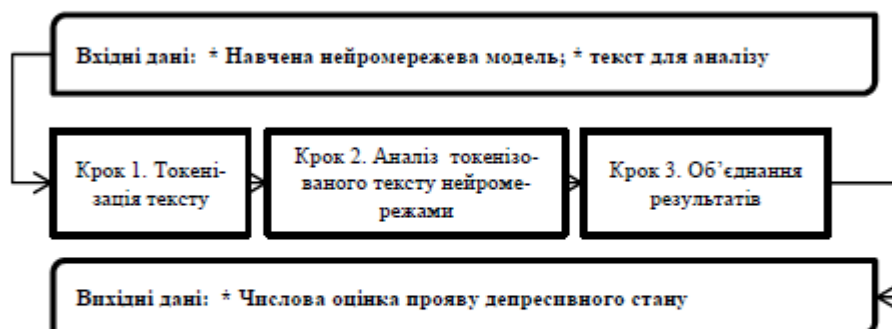 Вхідні дані: * Навчена нейромережева модель; * текст для аналізу
Крок 1. Токені-
зація тексту
Крок 2. Аналіз токенізо-
ваного тексту нейроме-
режами
Крок 3. Об’єднання
результатів
Вихідні дані: * Числова оцінка прояву депресивного стану